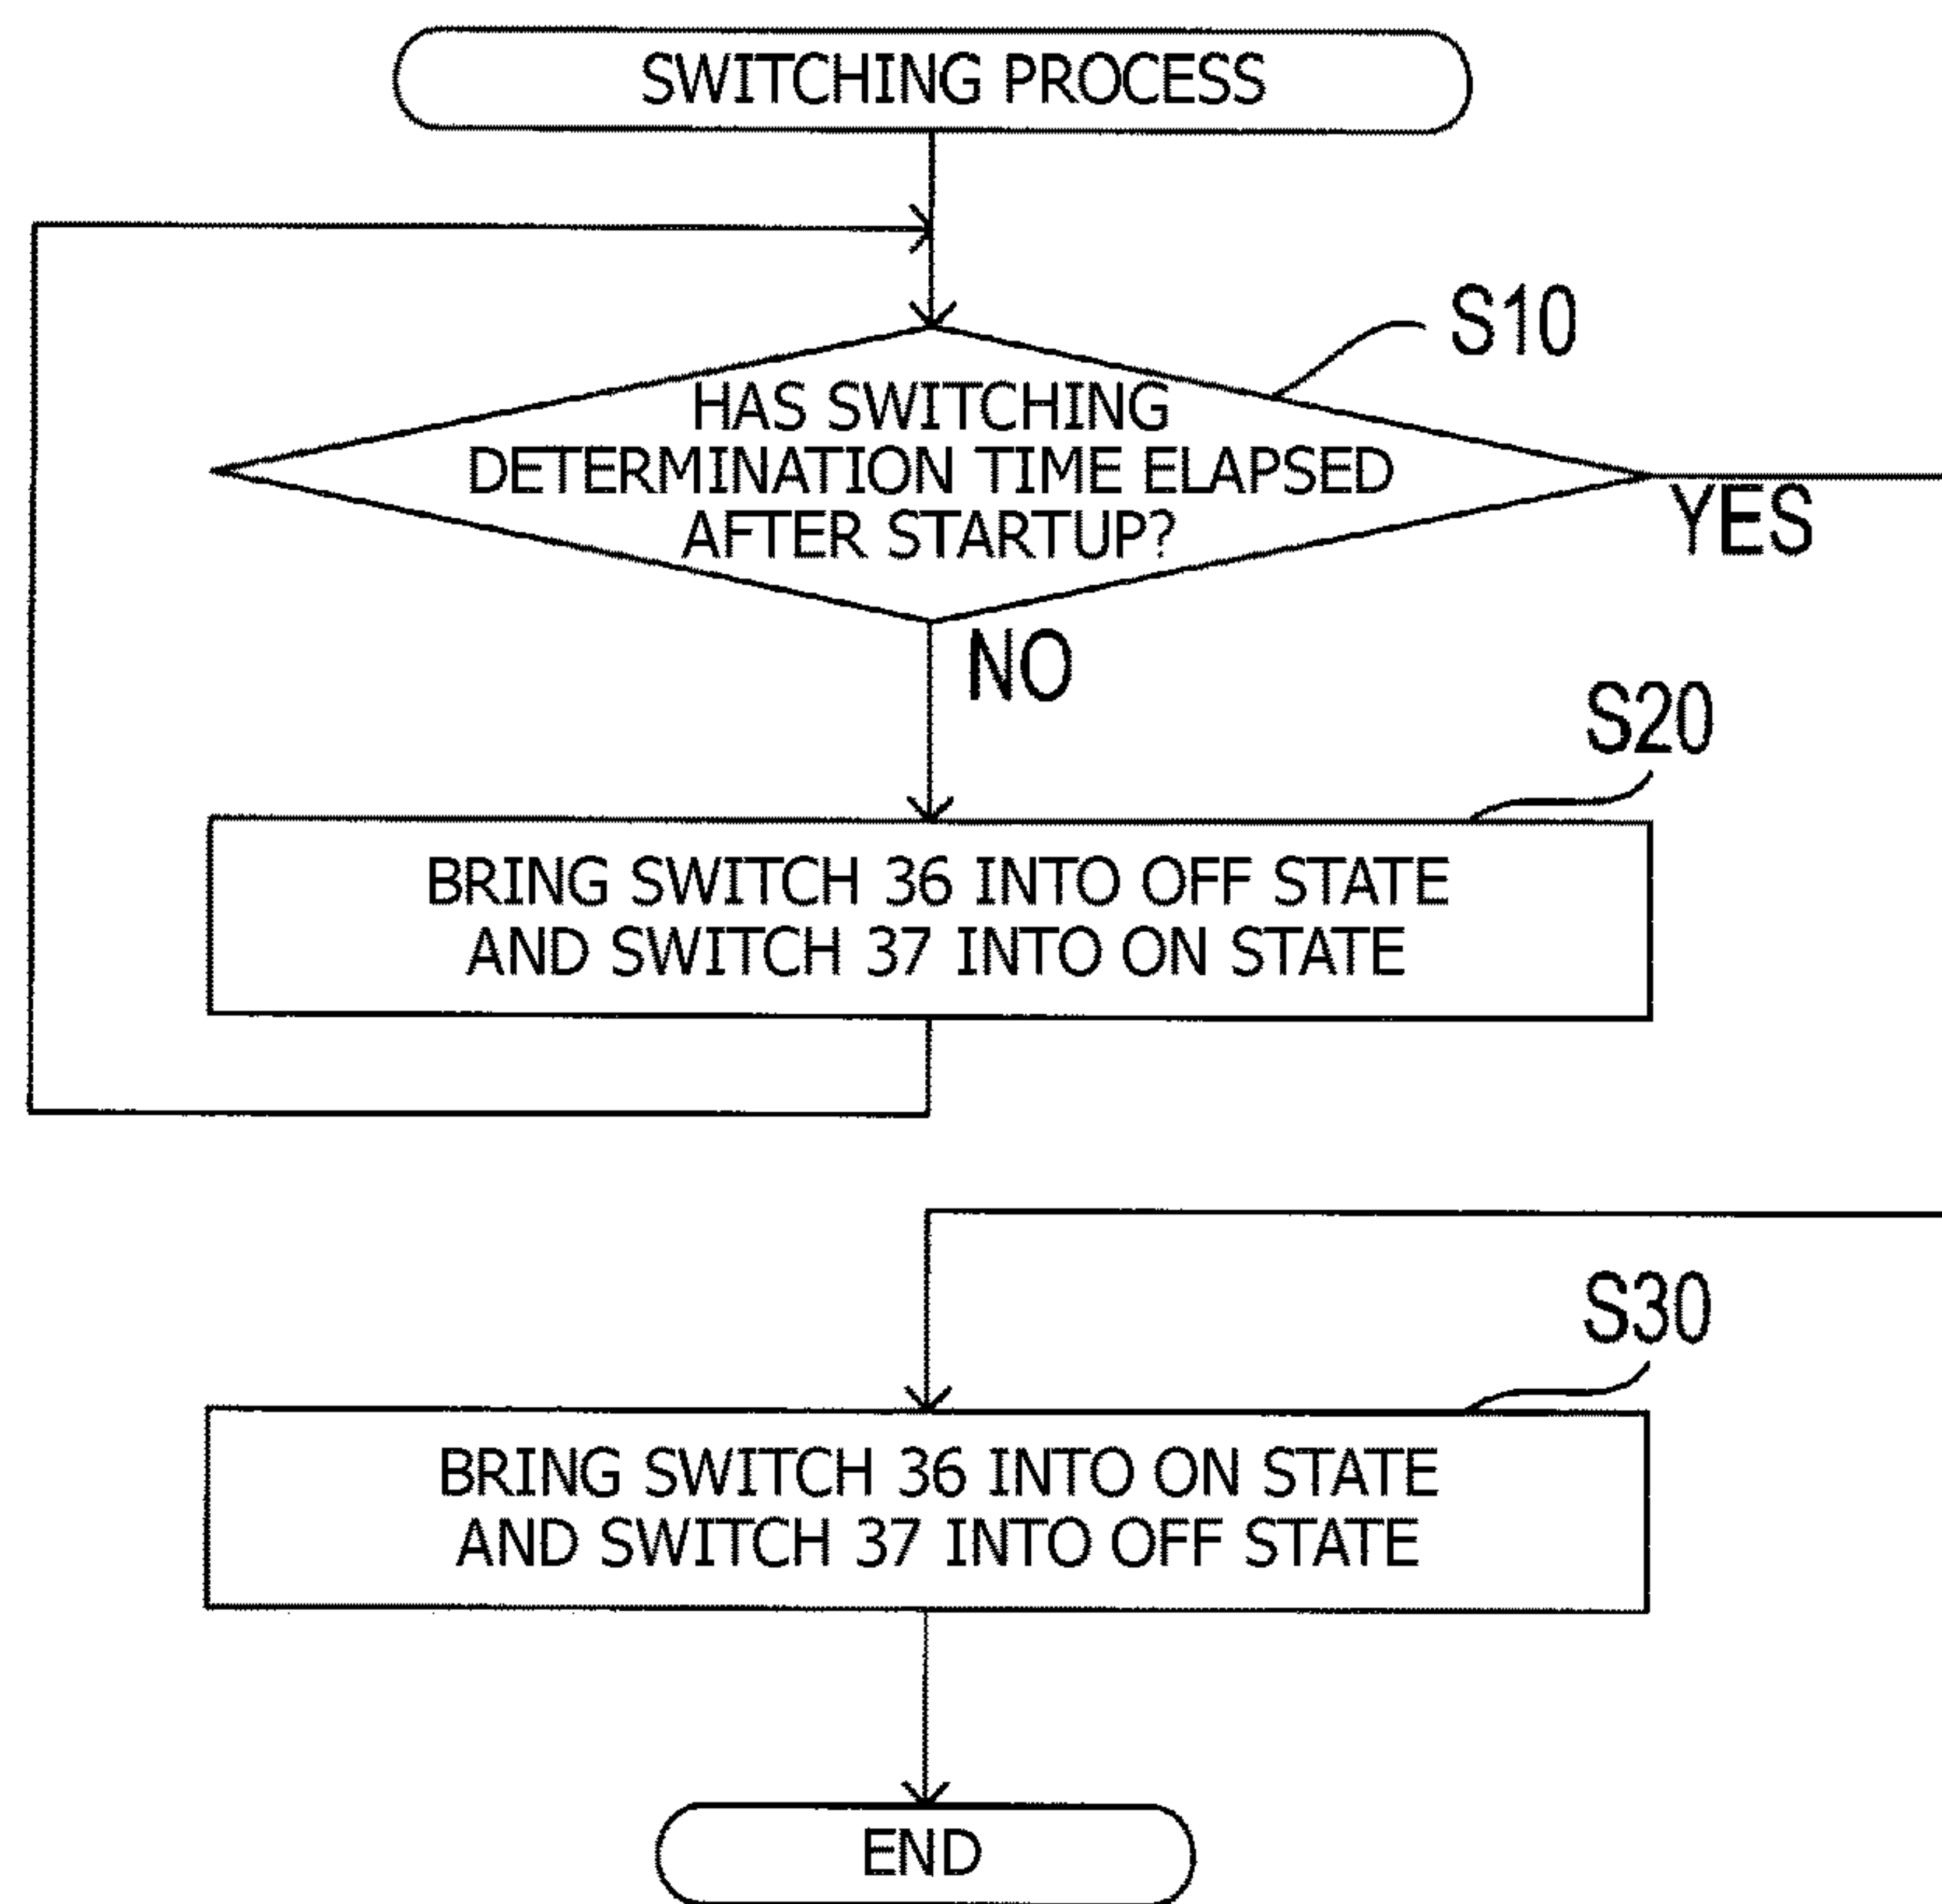 SWITCHING PROCESS
S10
HAS SWITCHING
DETERMINATION TIME ELAPSED
AFTER STARTUP?
YES
NO
S20
BRING SWITCH 36 INTO OFF STATE
AND SWITCH 37 INTO ON STATE
S30
BRING SWITCH 36 INTO ON STATE
AND SWITCH 37 INTO OFF STATE
END